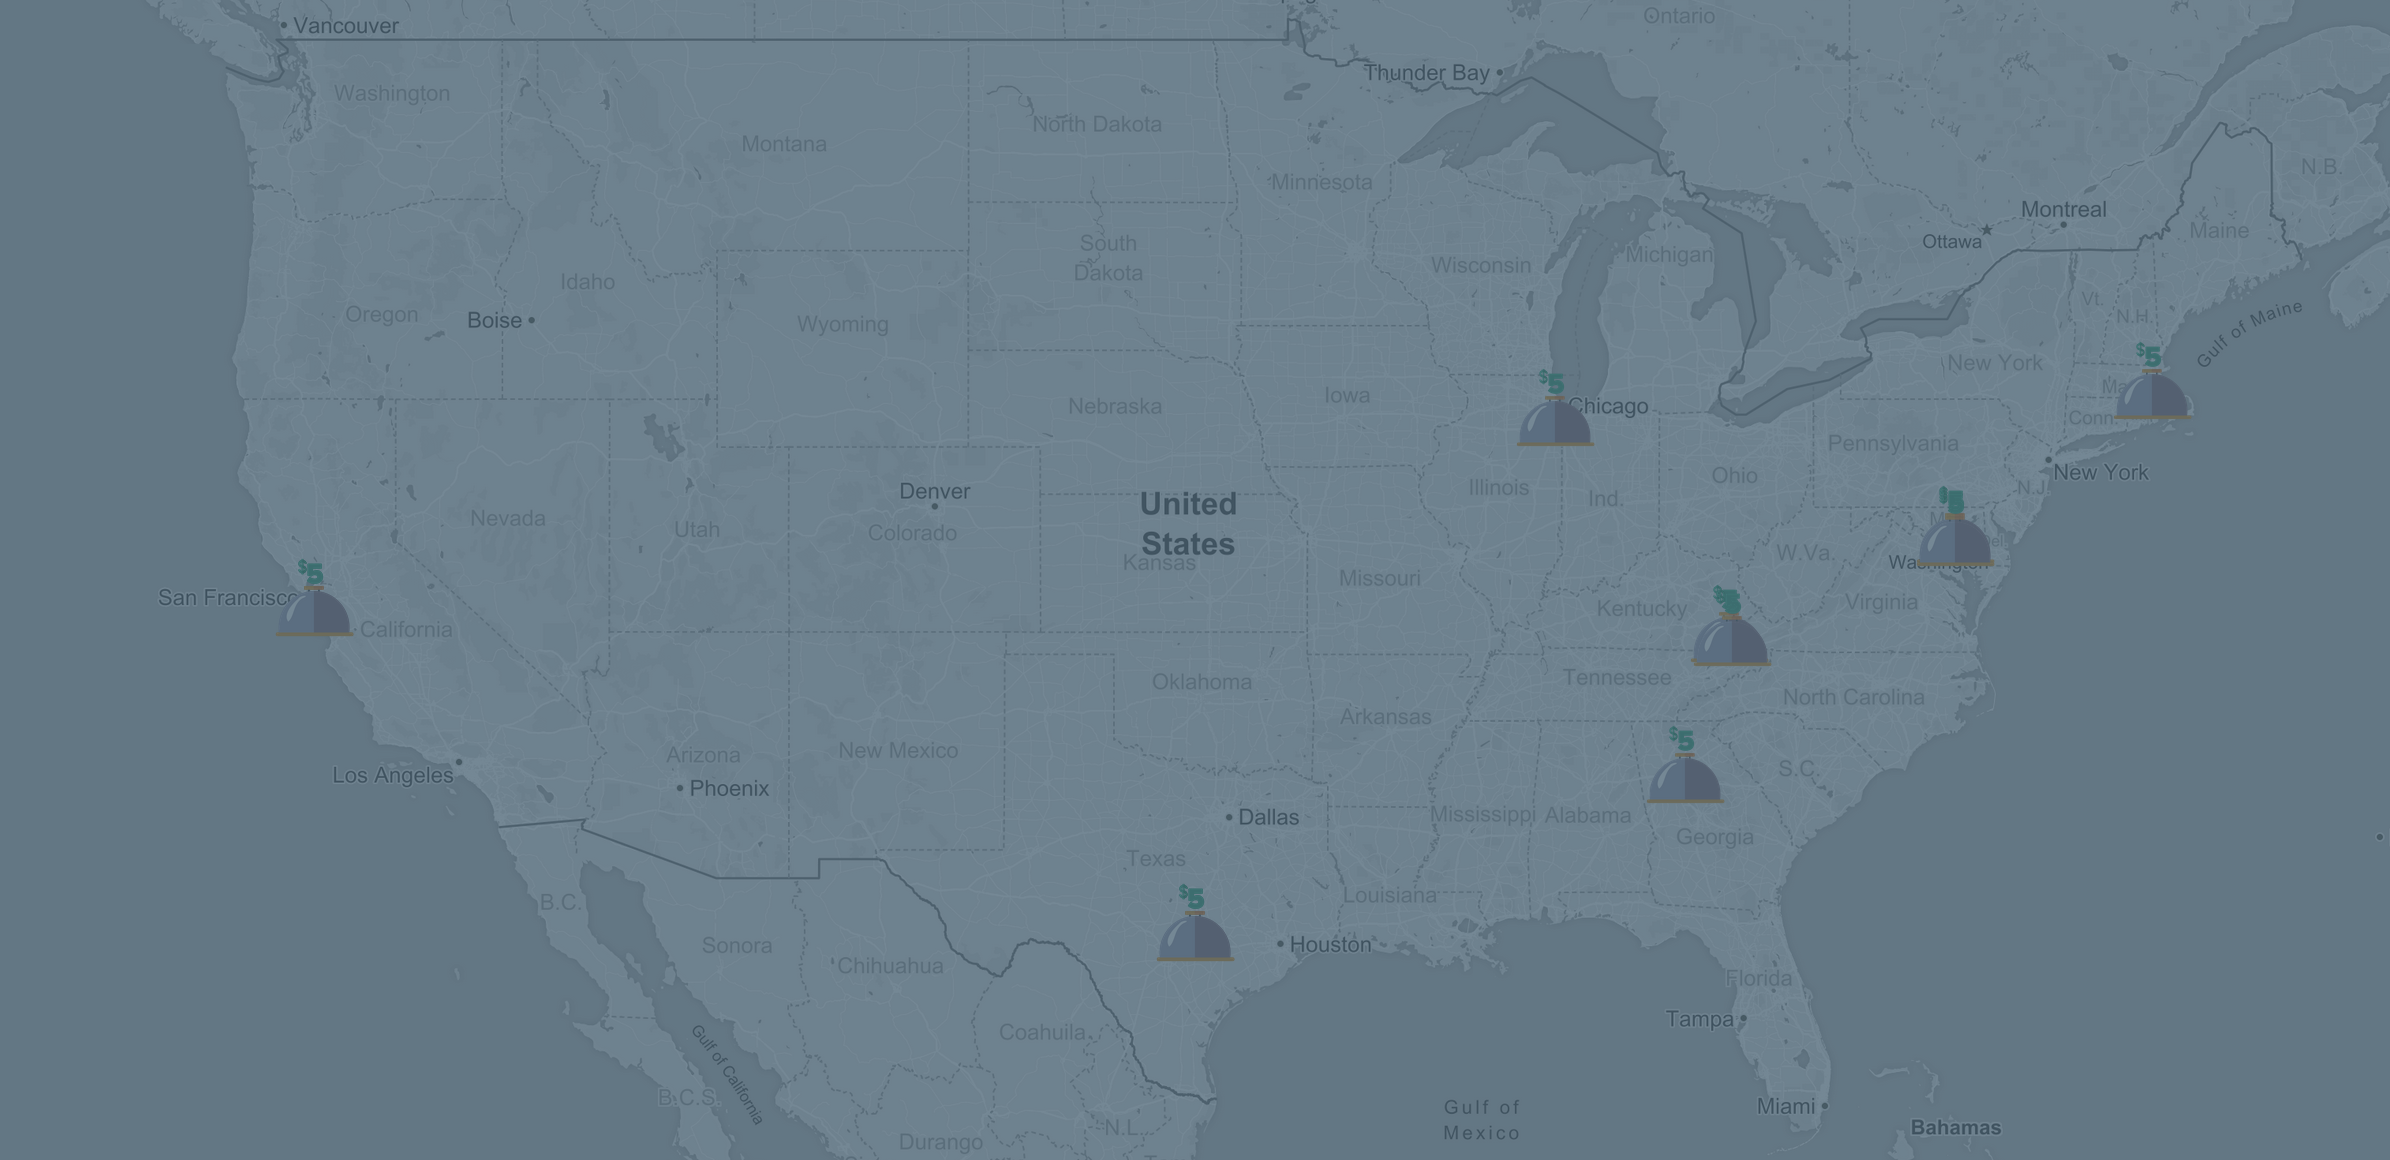 Vancouver
Ontario
Thunder Bay
Washington
North Dakota
Montana
Minnesota
N.B.
Montreal
Maine
Ottawa
South
Dakota
Wisconsin
Michigan
Idaho
Vt.
N.H.
Gulf of Maine
Oregon
Boise
Wyoming
$5
New York
$5
Iowa
Nebraska
Chicago
Conn.
Pennsylvania
New York
Ohio
Illinois
Ind.
N.J.
Denver
United
States
Nevada
Utah
Colorado
Kansas
W.Va.
Washington
$5
San Francisco
California
Missouri
Kentucky
Virginia
Tennessee
Oklahoma
North Carolina
Arkansas
$5
New Mexico
Arizona
Phoenix
Los Angeles
S.C.
Dallas
Mississippi
Alabama
Georgia
Texas
$5
Louisiana
B.C.
Houston
Sonora
Chihuahua
Florida
Tampa
Coahuila
Gulf of California
B.C.S.
Gulf of
Mexico
Miami
Bahamas
N.L.
Durango